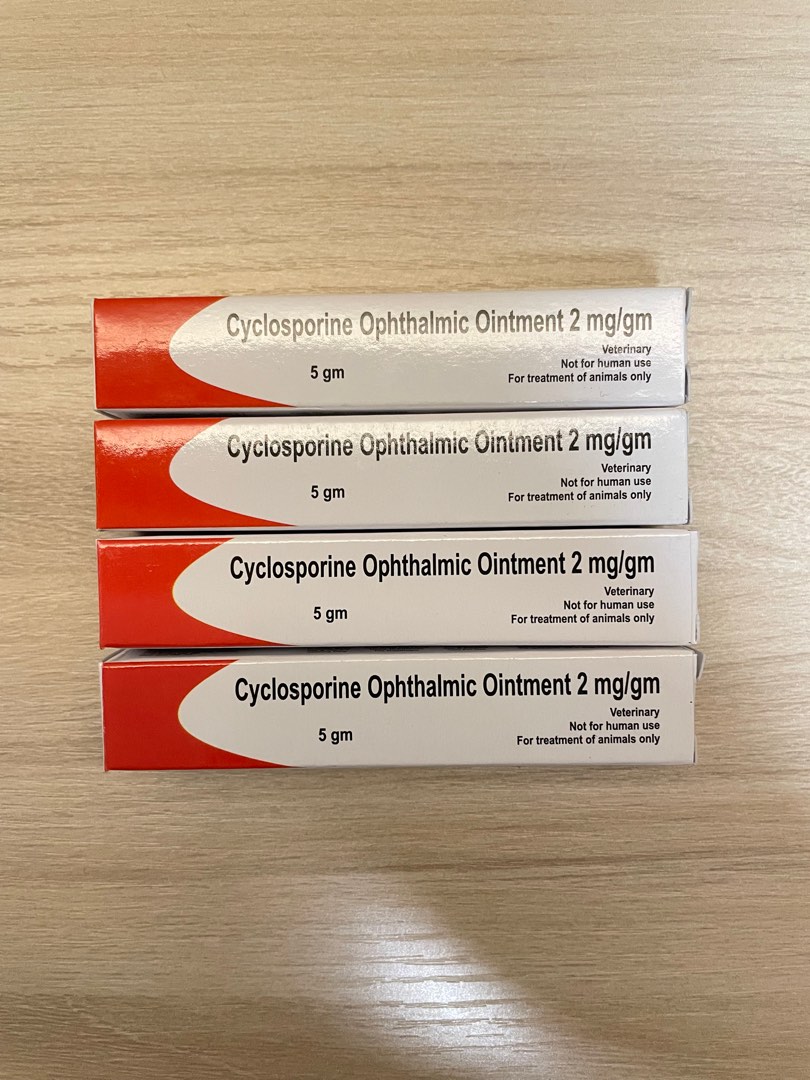 Cyclosporine Ophthalmic Ointment 2 mg/gm
Veterinary
Not for human use
5 gm
For treatment of animals only
Cyclosporine Ophthalmic Ointment 2 mg/gm
Veterinary
Not for human use
5 gm
For treatment of animals only
Cyclosporine Ophthalmic Ointment 2 mg/gm
Veterinary
Not for human use
5 gm
For treatment of animals only
Cyclosporine Ophthalmic Ointment 2 mg/gm
Veterinary
Not for human use
5 gm
For treatment of animals only